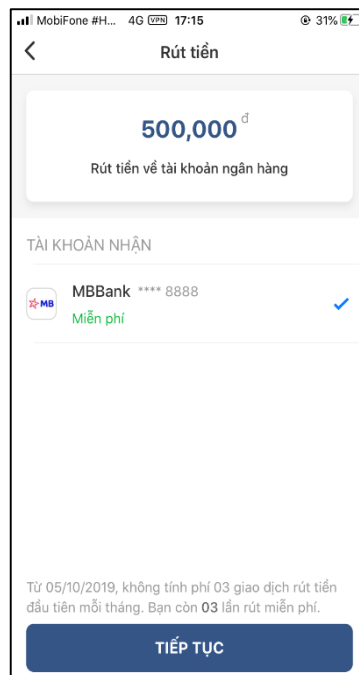 MobiFone #H... 4G VPN 17:15 31%
Rút tiền
500,000 đ
Rút tiền về tài khoản ngân hàng
TÀI KHOẢN NHẬN
MB
MBBank **** 8888
Miễn phí
Từ 05/10/2019, không tính phí 03 giao dịch rút tiền
đầu tiên mỗi tháng. Bạn còn 03 lần rút miễn phí.
TIẾP TỤC